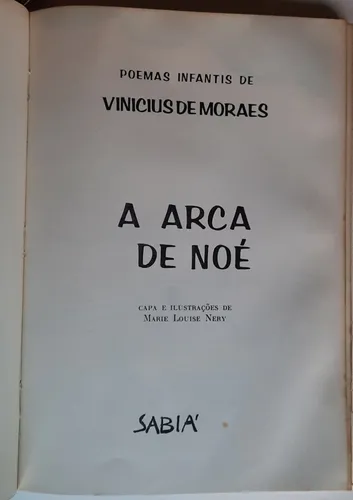 POEMAS INFANTIS DE
VINICIUS DE MORAES
A ARCA
DE NOÉ
CAPA E ILUSTRAÇÕES DE
MARIE LOUISE NERY
SABIÁ